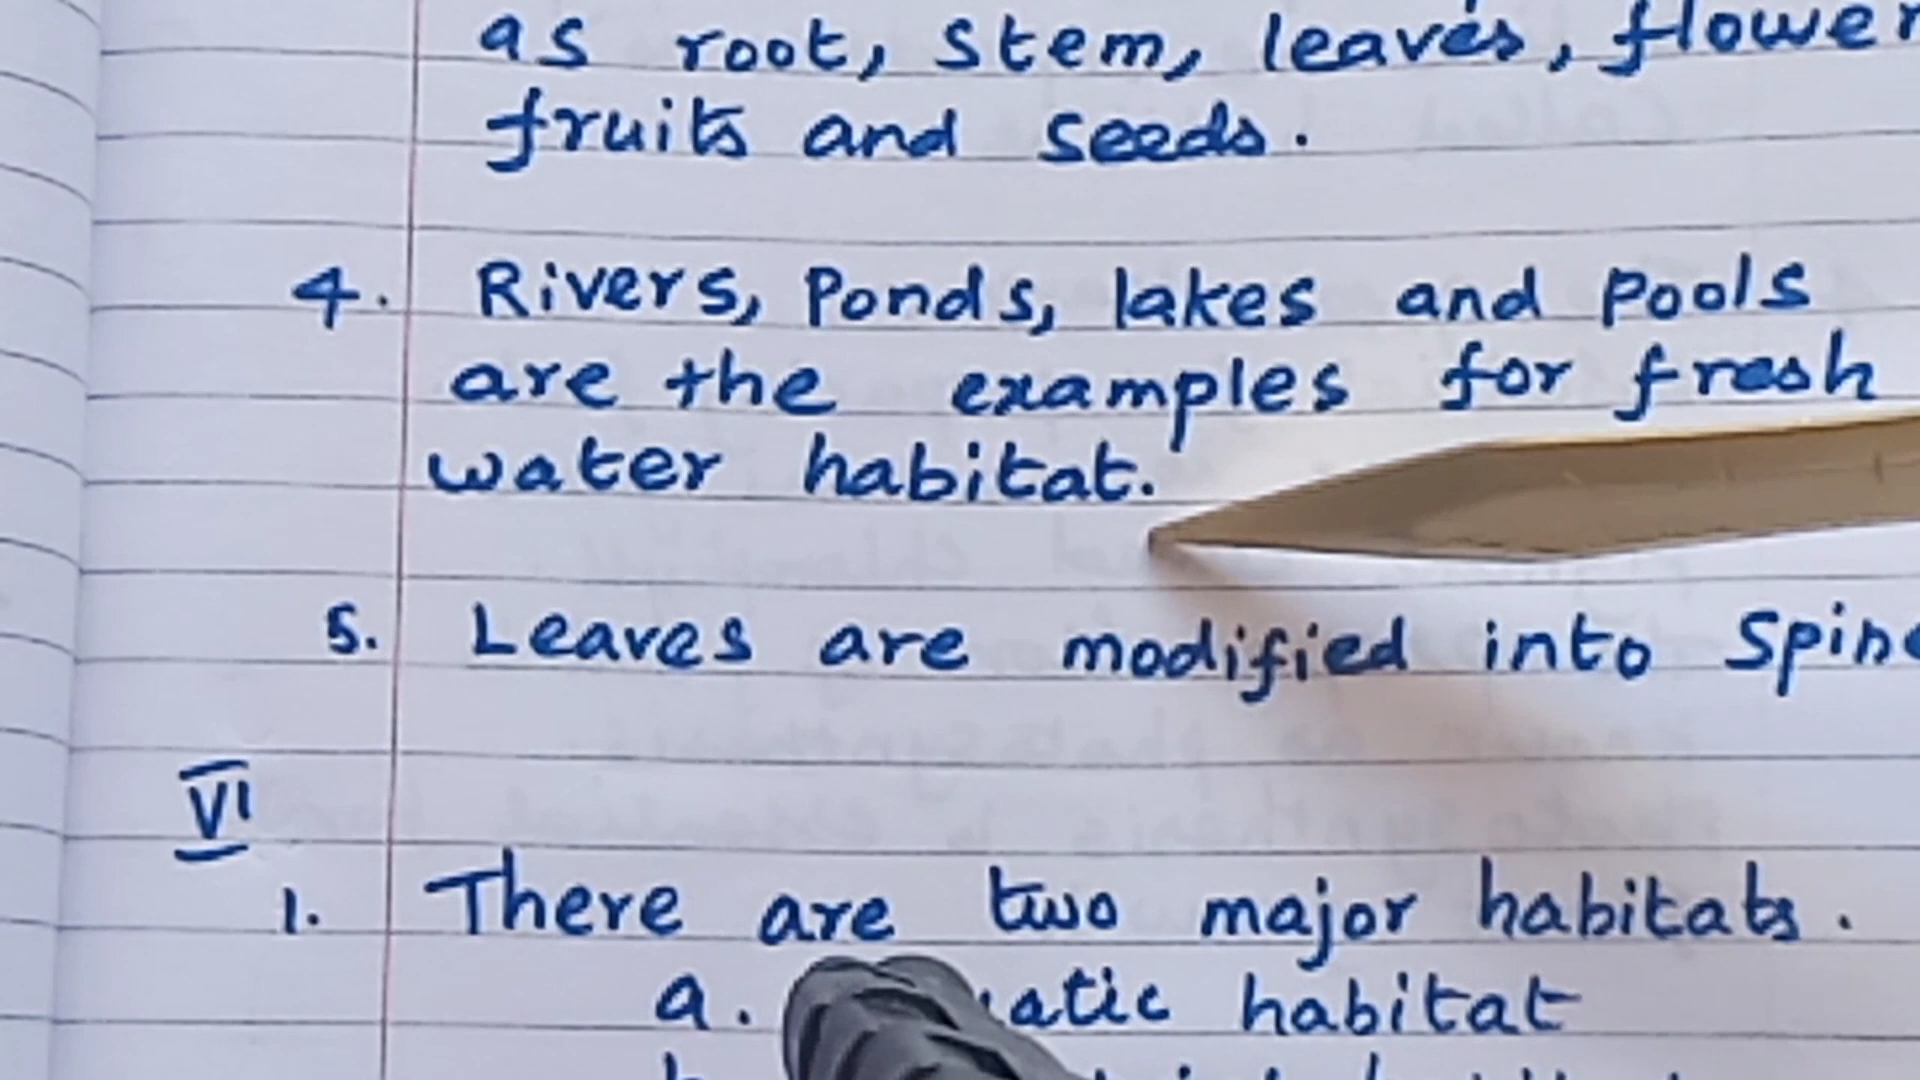 as root, stem, leaves, flower
fruits and seeds.
4. Rivers, Ponds, lakes and pools
are the examples for fresh
water habitat.
5. Leaves are modified into
VI
1. There are two major habitats.
a. habitat